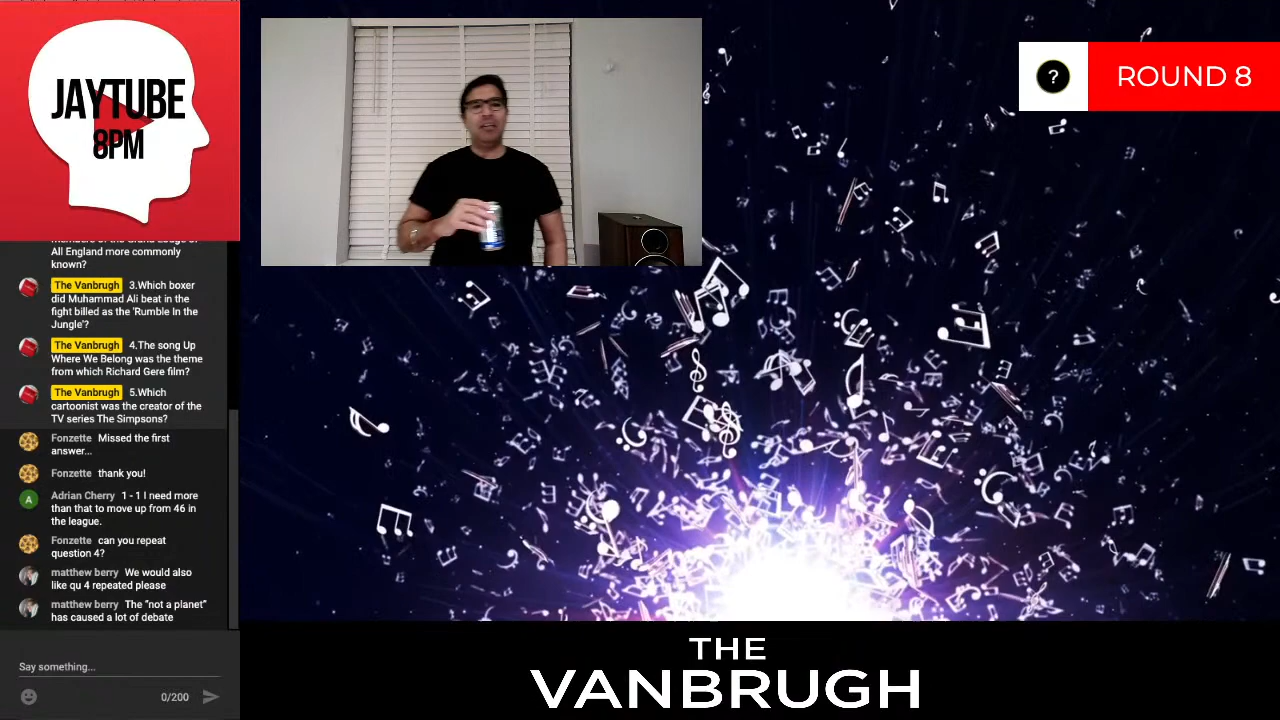 JAYTUBE
8PM
All England more commonly
known?
The Vanbrugh 3.Which boxer
did Muhammad Ali beat in the
fight billed as the 'Rumble In the
Jungle'?
The Vanbrugh 4.The song Up
Where We Belong was the theme
from which Richard Gere film?
The Vanbrugh 5.Which
cartoonist was the creator of the
TV series The Simpsons?
Fonzette Missed the first
answer...
Fonzette thank you!
A
Adrian Cherry 1 - 1 I need more
than that to move up from 46 in
the league.
Fonzette can you repeat
question 4?
matthew berry We would also
like qu 4 repeated please
matthew berry The "not a planet"
has caused a lot of debate
Say something...
0/200
?
ROUND 8
THE
VANBRUGH